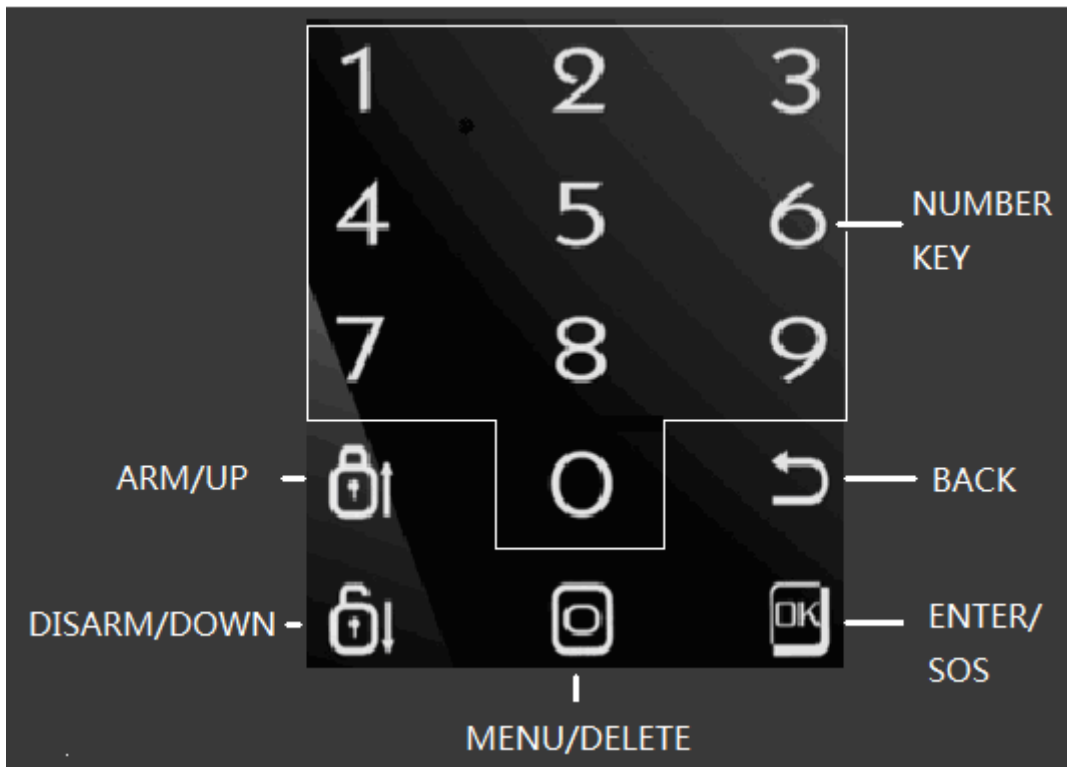 1 2 3
4 5 6
7 8 9
0
OK
NUMBER
KEY
ARM/UP
BACK
DISARM/DOWN
ENTER/
SOS
MENU/DELETE